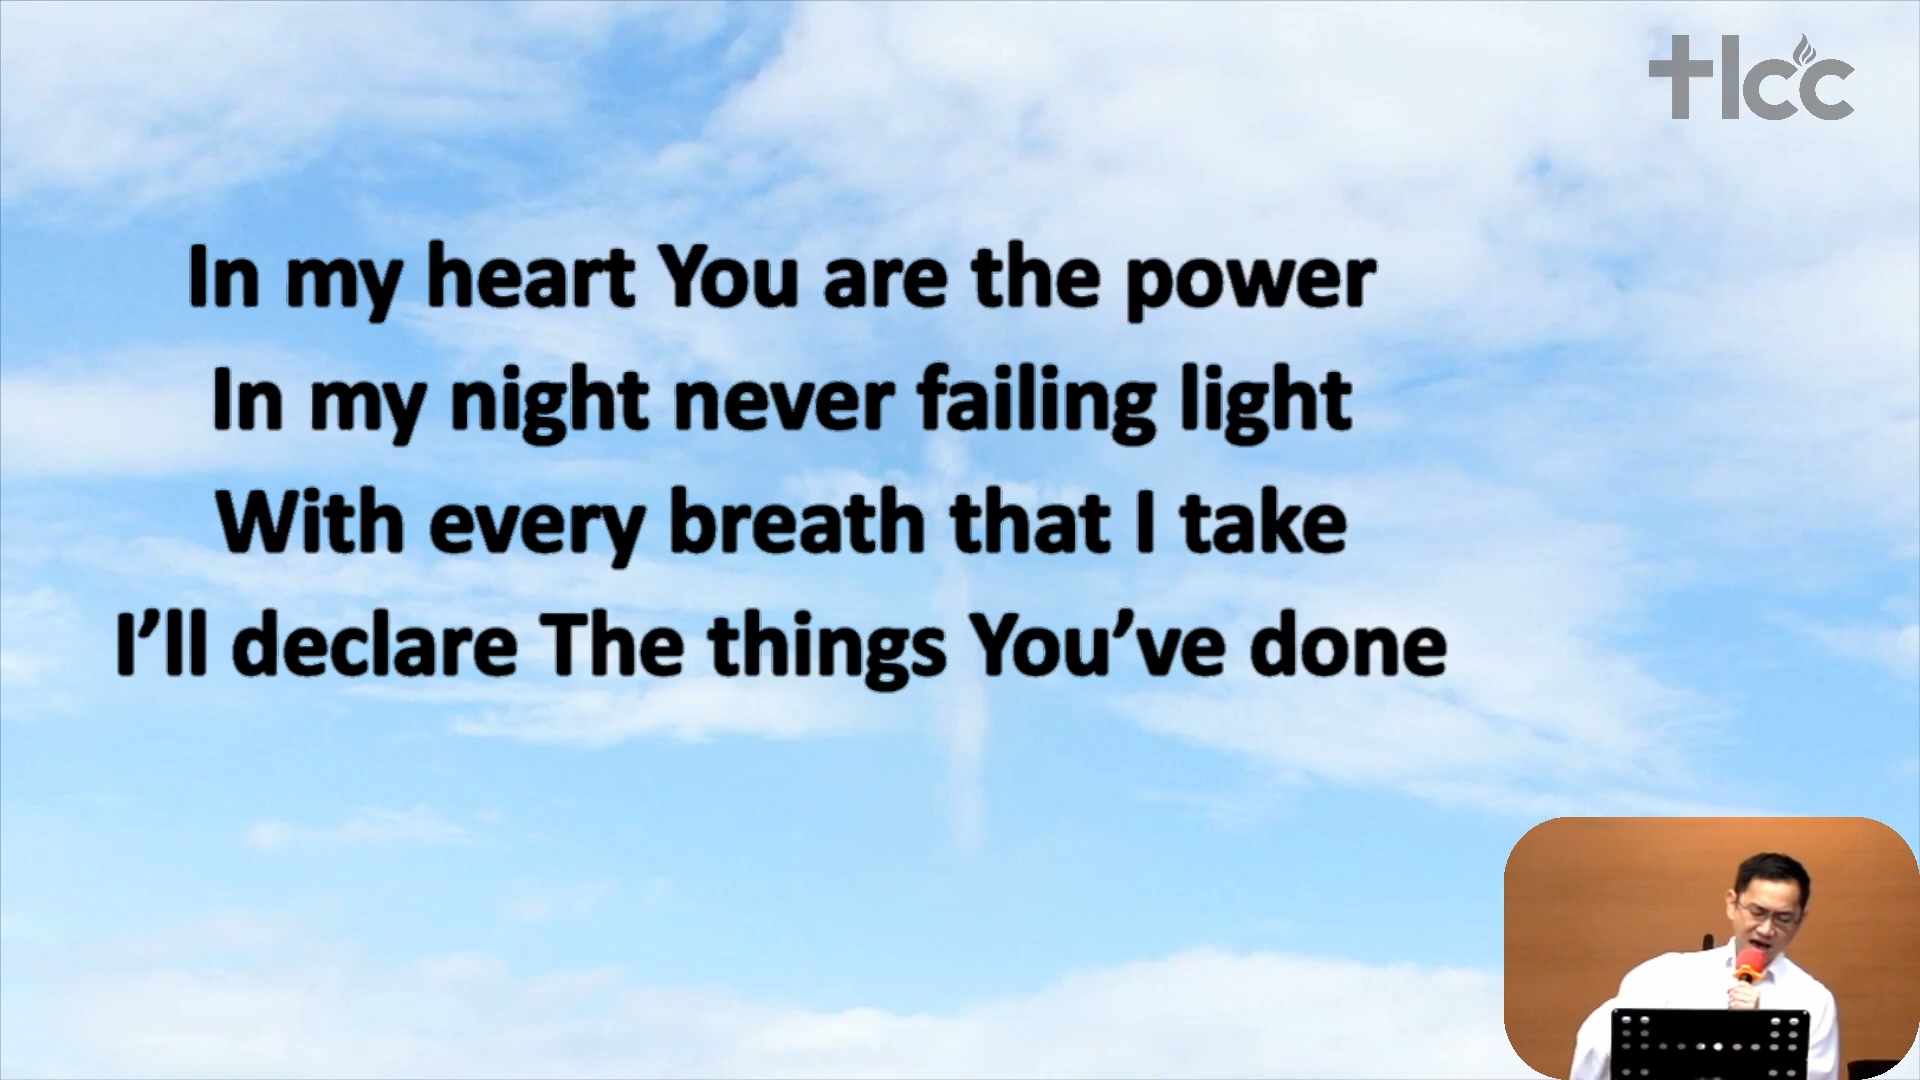 tlcc
In my heart You are the power
In my night never failing light
With every breath that I take
I’ll declare The things You’ve done